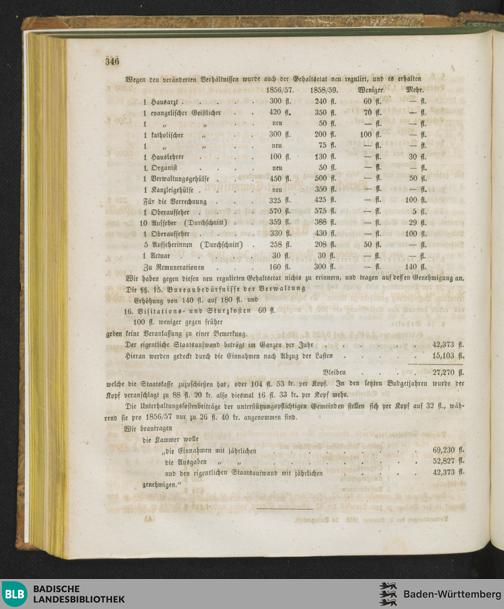 346
Wegen den veränderten Verhältnissen wurde auch der Gehaltsetat neu regulirt, und es erhalten
1856/57. 1858/59. Weniger. Mehr.
1 Hausarzt . . . . . 300 fl. 240 fl. 60 fl. — fl.
1 evangelischer Geistlicher . . 420 fl. 350 fl. 70 fl. — fl.
1 „ „ . . neu 50 fl. — fl. — fl.
1 katholischer „ . . 300 fl. 200 fl. 100 fl. — fl.
1 „ „ . . neu 75 fl. — fl. — fl.
1 Hauslehrer . . . . 100 fl. 130 fl. — fl. 30 fl.
1 Organist . . . . neu 50 fl. — fl. — fl.
1 Verwaltungsgehülfe . . . 450 fl. 500 fl. — fl. 50 fl.
1 Kanzleigehülfe . . . . neu 350 fl. — fl. — fl.
Für die Verrechnung . . . 325 fl. 425 fl. — fl. 100 fl.
1 Oberaufseher . . . . 570 fl. 575 fl. — fl. 5 fl.
10 Aufseher (Durchschnitt) . . 359 fl. 388 fl. — fl. 29 fl.
1 Oberaufseher . . . . 330 fl. 430 fl. — fl. 100 fl.
5 Aufseherinnen (Durchschnitt) . 258 fl. 208 fl. 50 fl. — fl.
1 Actuar . . . . . 30 fl. 30 fl. — fl. — fl.
Zu Remunerationen . . . 160 fl. 300 fl. — fl. 140 fl.
Wir haben gegen diesen neu regulirten Gehaltsetat nichts zu erinnern, und tragen auf dessen Genehmigung an.
Die §§. 15. Bureaubedürfnisse der Verwaltung
Erhöhung von 140 fl. auf 180 fl. und
16. Visitations- und Sturzkosten 60 fl.
100 fl. weniger gegen früher
geben keine Veranlassung zu einer Bemerkung.
Der eigentliche Staatsaufwand beträgt im Ganzen per Jahr . . . . 42,373 fl.
Hieran werden gedeckt durch die Einnahmen nach Abzug der Lasten . . . . 15,103 fl.
Bleiben . . . 27,270 fl.
welche die Staatskasse zuzuschießen hat, oder 104 fl. 53 kr. per Kopf. In den letzten Budgetjahren wurde der
Kopf veranschlagt zu 88 fl. 20 kr. also diesmal 16 fl. 33 kr. per Kopf mehr.
Die Unterhaltungskostenbeiträge der unterstützungspflichtigen Gemeinden stellen sich per Kopf auf 32 fl., wäh-
rend sie pro 1856/57 nur zu 26 fl. 40 kr. angenommen sind.
Wir beantragen
die Kammer wolle
„die Einnahmen mit jährlichen . . . . . 69,230 fl.
die Ausgaben „ „ . . . . . 52,827 fl.
und den eigentlichen Staatsaufwand mit jährlichen . . . 42,373 fl.
genehmigen.“
BLB BADISCHE
LANDESBIBLIOTHEK
Baden-Württemberg